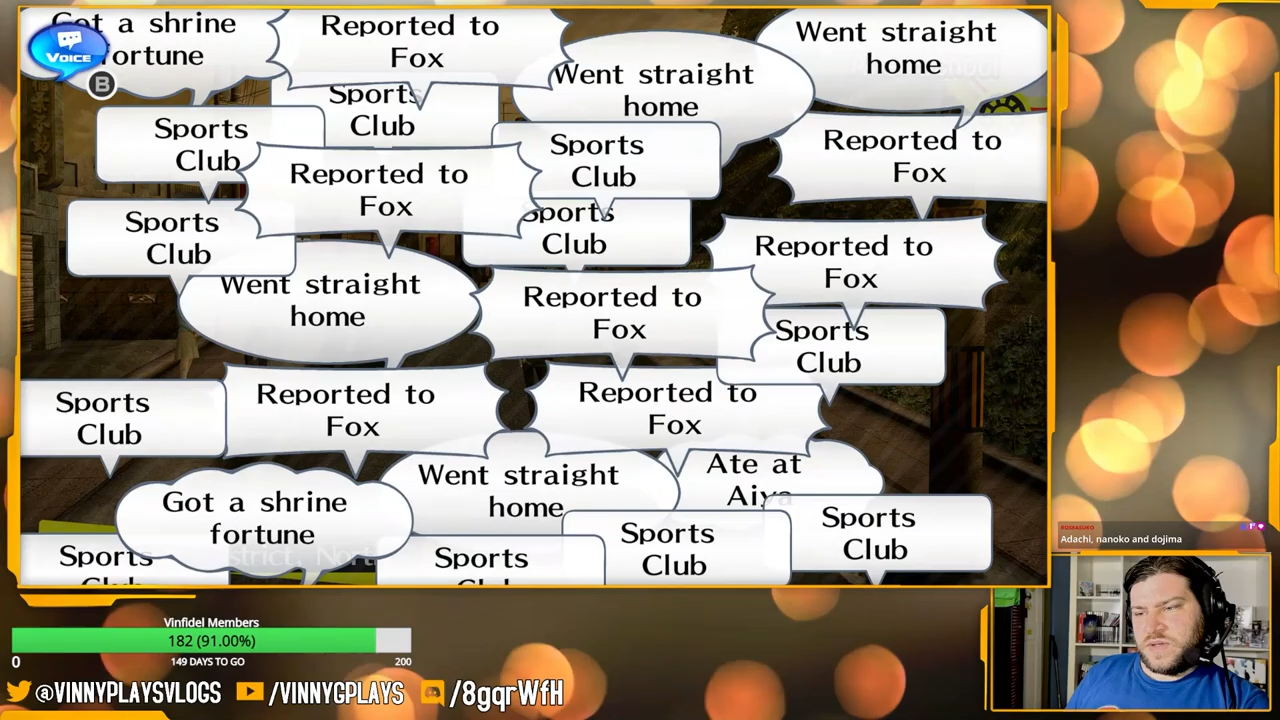 Got a shrine
fortune
Reported to
Fox
Went straight
home
Went straight
home
VOICE
B
Sports
Club
Sports
Club
Sports
Club
Reported to
Fox
Reported to
Fox
Sports
Club
Sports
Club
Reported to
Fox
Went straight
home
Reported to
Fox
Sports
Club
Sports
Club
Reported to
Fox
Reported to
Fox
Went straight
home
Ate at
Aiya
Got a shrine
fortune
Sports
Club
Sports
Club
Sports
Club
Sports
Club
Adachi, nanoko and dojima
Vinfidel Members
182 (91.00%)
0
149 DAYS TO GO
200
@VINNYPLAYSVLOGS
/VINNYGPLAYS
/8gqrWfH